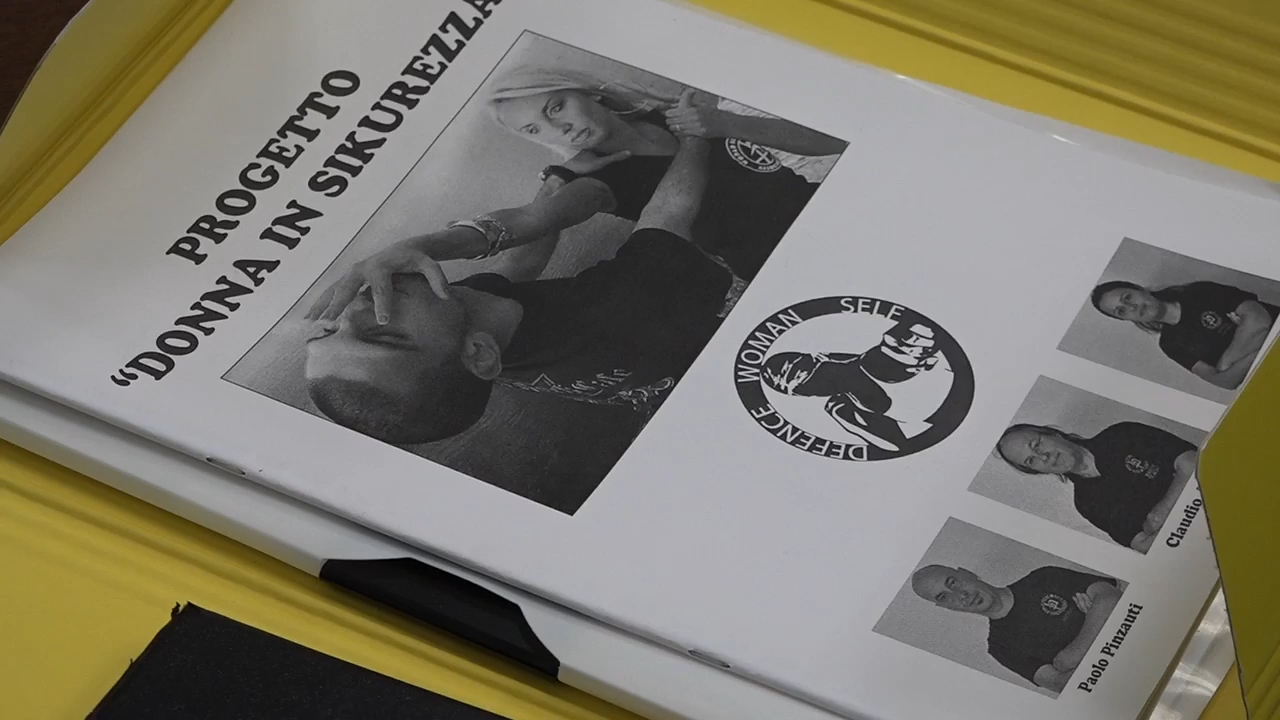 PROGETTO
“DONNA IN SIKUREZZA
WOMAN SELF
DEFENCE
Claudio
Paolo Pinzauti